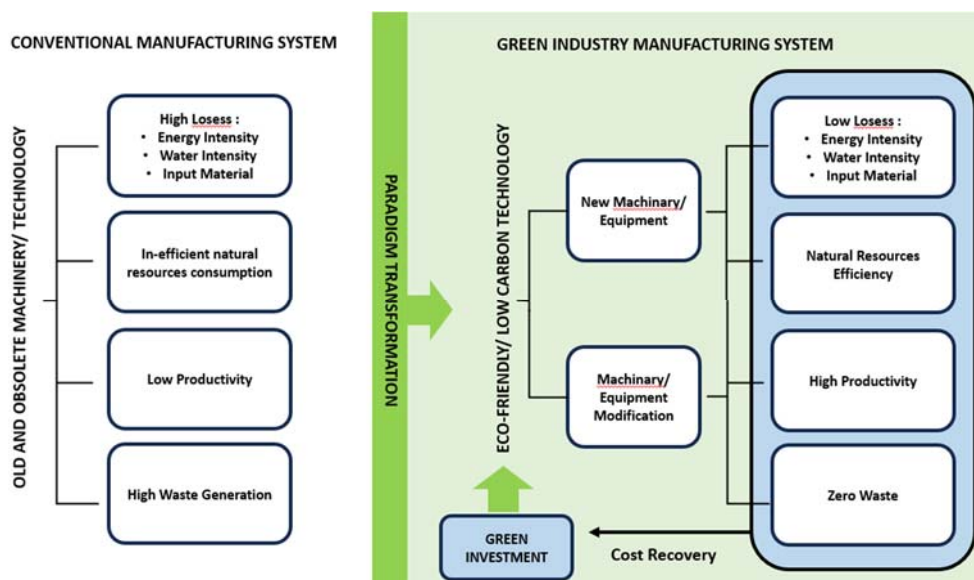 CONVENTIONAL MANUFACTURING SYSTEM
OLD AND OBSOLETE MACHINERY/ TECHNOLOGY
High Losess :
• Energy Intensity
• Water Intensity
• Input Material
In-efficient natural
resources consumption
Low Productivity
High Waste Generation
PARADIGM TRANSFORMATION
GREEN INDUSTRY MANUFACTURING SYSTEM
ECO-FRIENDLY/ LOW CARBON TECHNOLOGY
New Machinery/
Equipment
Machinery/
Equipment
Modification
Low Losess :
• Energy Intensity
• Water Intensity
• Input Material
Natural Resources
Efficiency
High Productivity
Zero Waste
GREEN
INVESTMENT
Cost Recovery